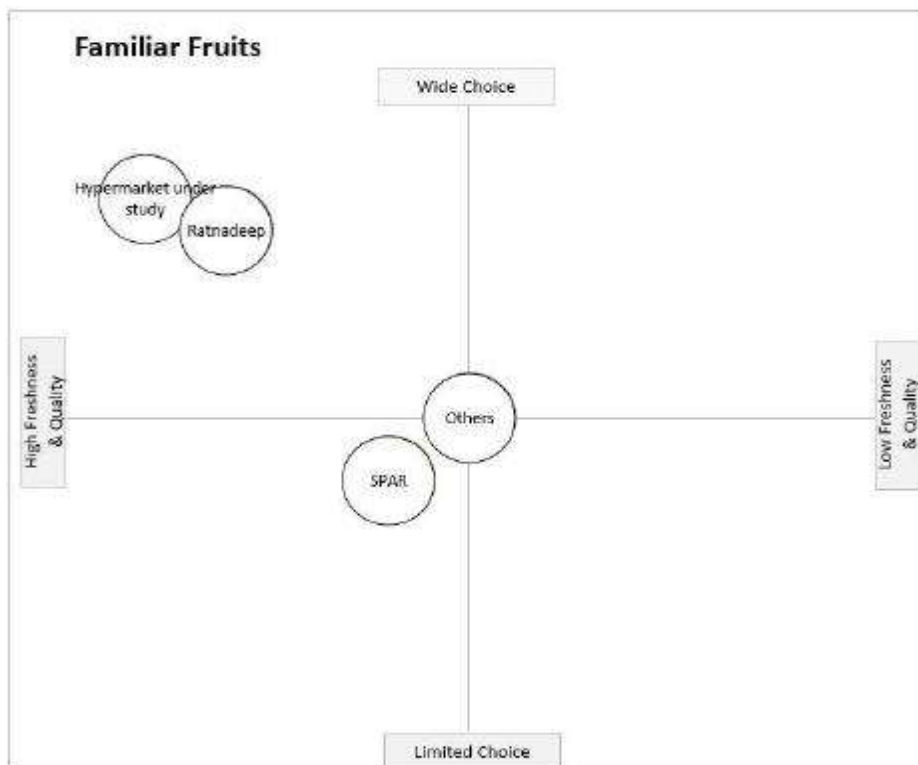 Familiar Fruits
Wide Choice
Hypermarket under
study
Ratnadeep
High Freshness
& Quality
Low Freshness
& Quality
Others
SPAR
Limited Choice